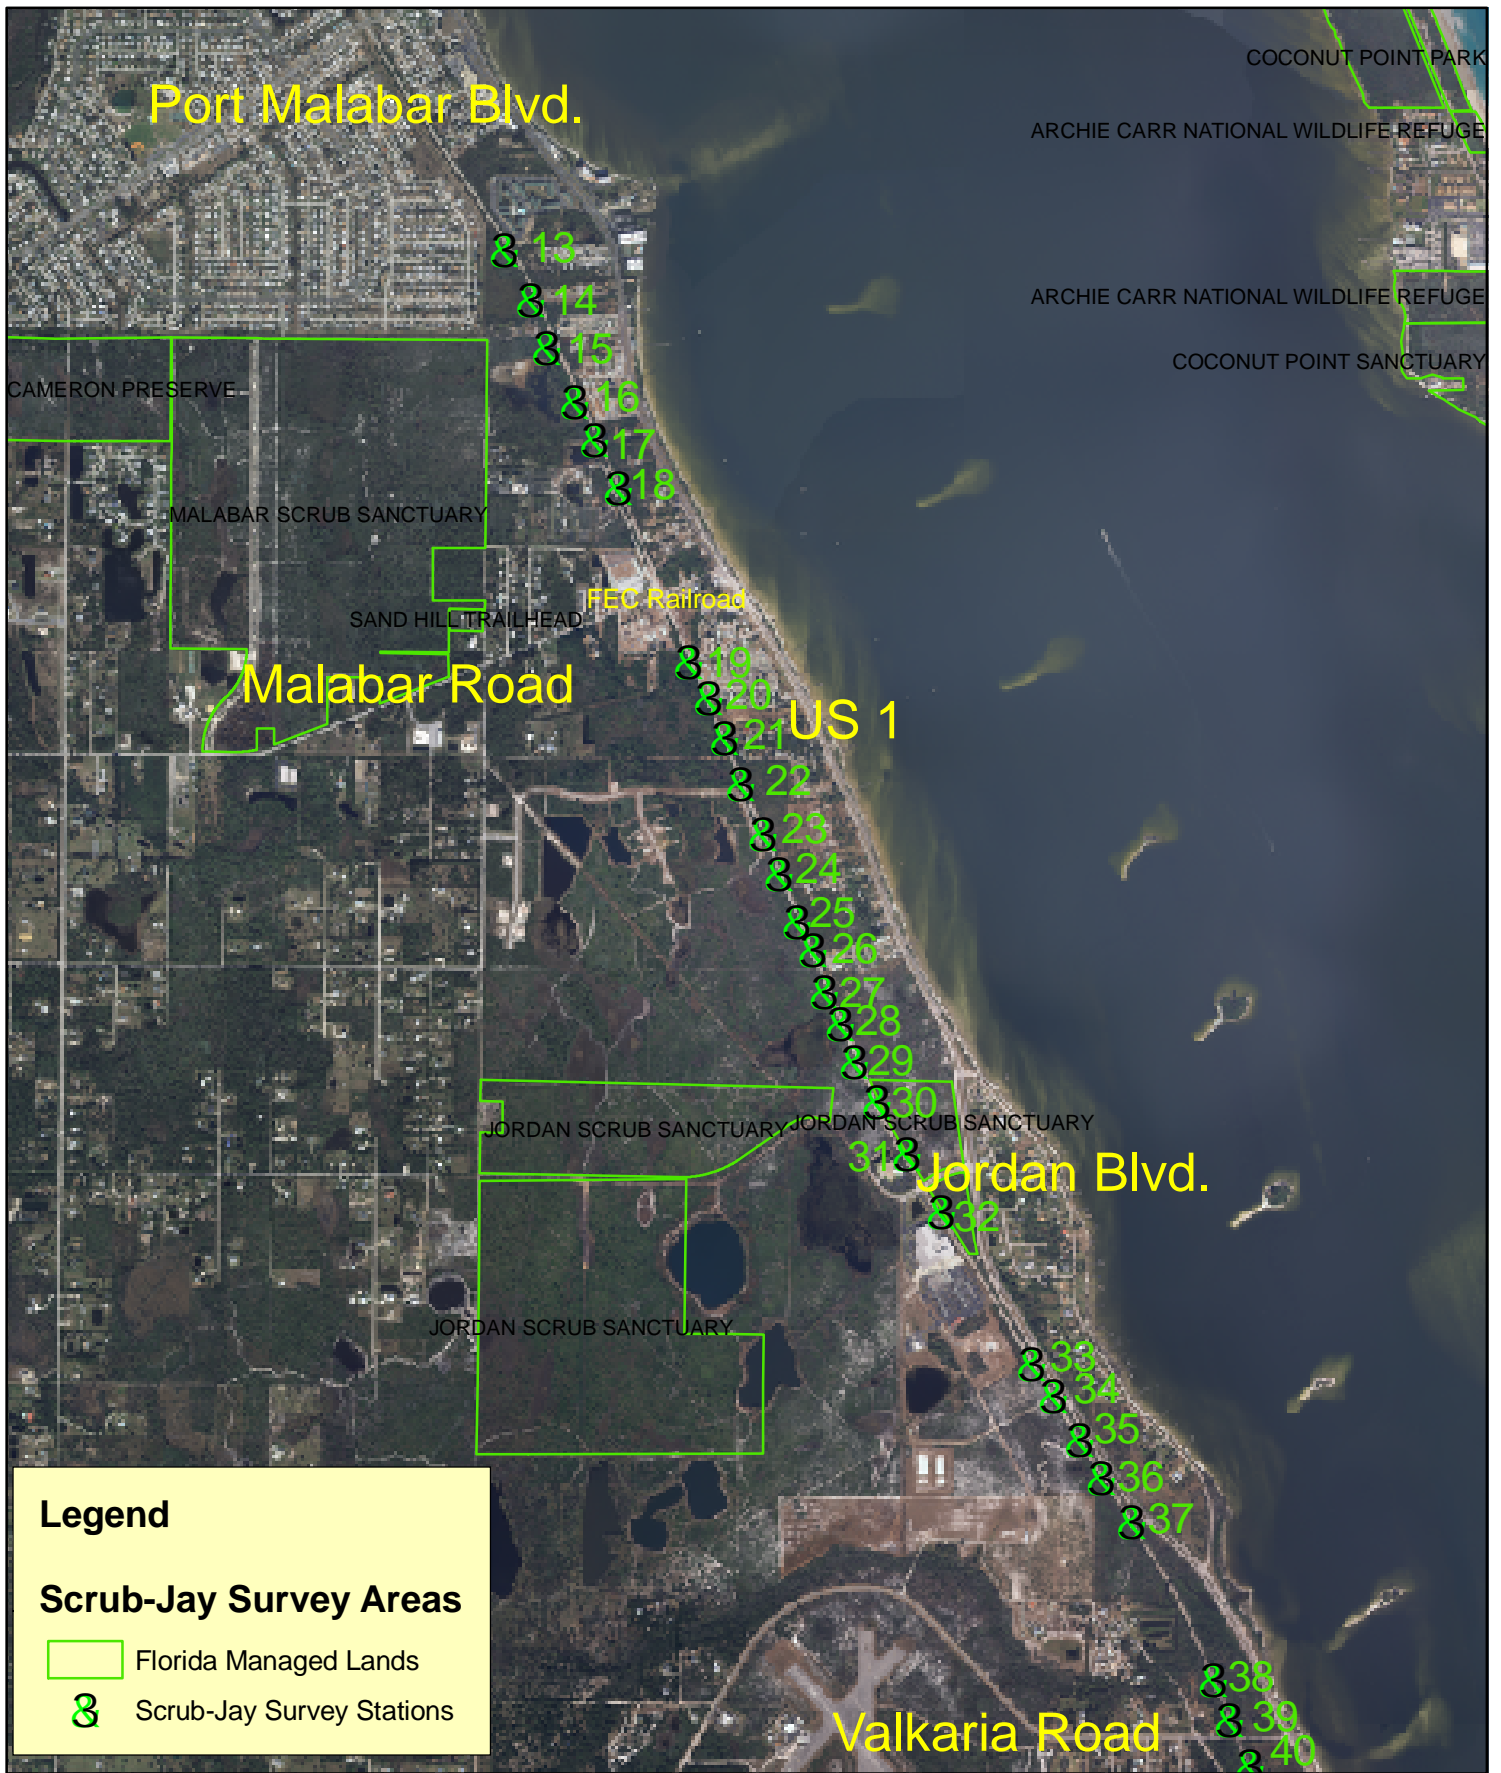 COCONUT POINT PARK
Port Malabar Blvd.
ARCHIE CARR NATIONAL WILDLIFE REFUGE
13
14
ARCHIE CARR NATIONAL WILDLIFE REFUGE
15
COCONUT POINT SANCTUARY
CAMERON PRESERVE
16
17
18
MALABAR SCRUB SANCTUARY
FEC Railroad
SAND HILL TRAILHEAD
19
Malabar Road
20
US 1
21
22
23
24
25
26
27
28
29
30
JORDAN SCRUB SANCTUARY
JORDAN SCRUB SANCTUARY
31
Jordan Blvd.
32
JORDAN SCRUB SANCTUARY
33
34
35
36
37
Legend
Scrub-Jay Survey Areas
Florida Managed Lands
Scrub-Jay Survey Stations
38
39
Valkaria Road
40